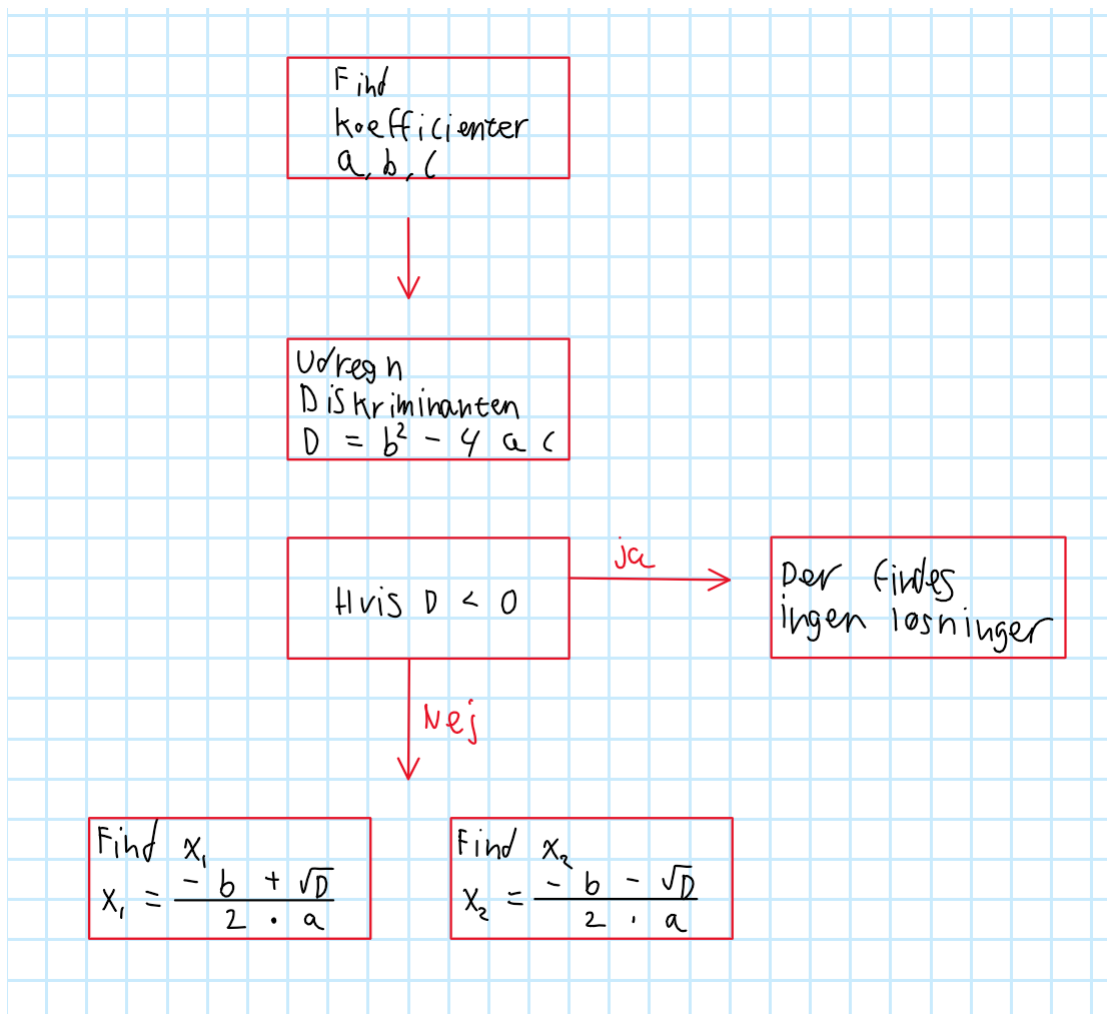 Find
koefficienter
a, b, c
Udregn
Diskriminanten
D = b² - 4 a c
Hvis D < 0
ja
Der findes
ingen løsninger
Nej
Find x₁
x₁ = (-b + √D) / (2 · a)
Find x₂
x₂ = (-b - √D) / (2 · a)